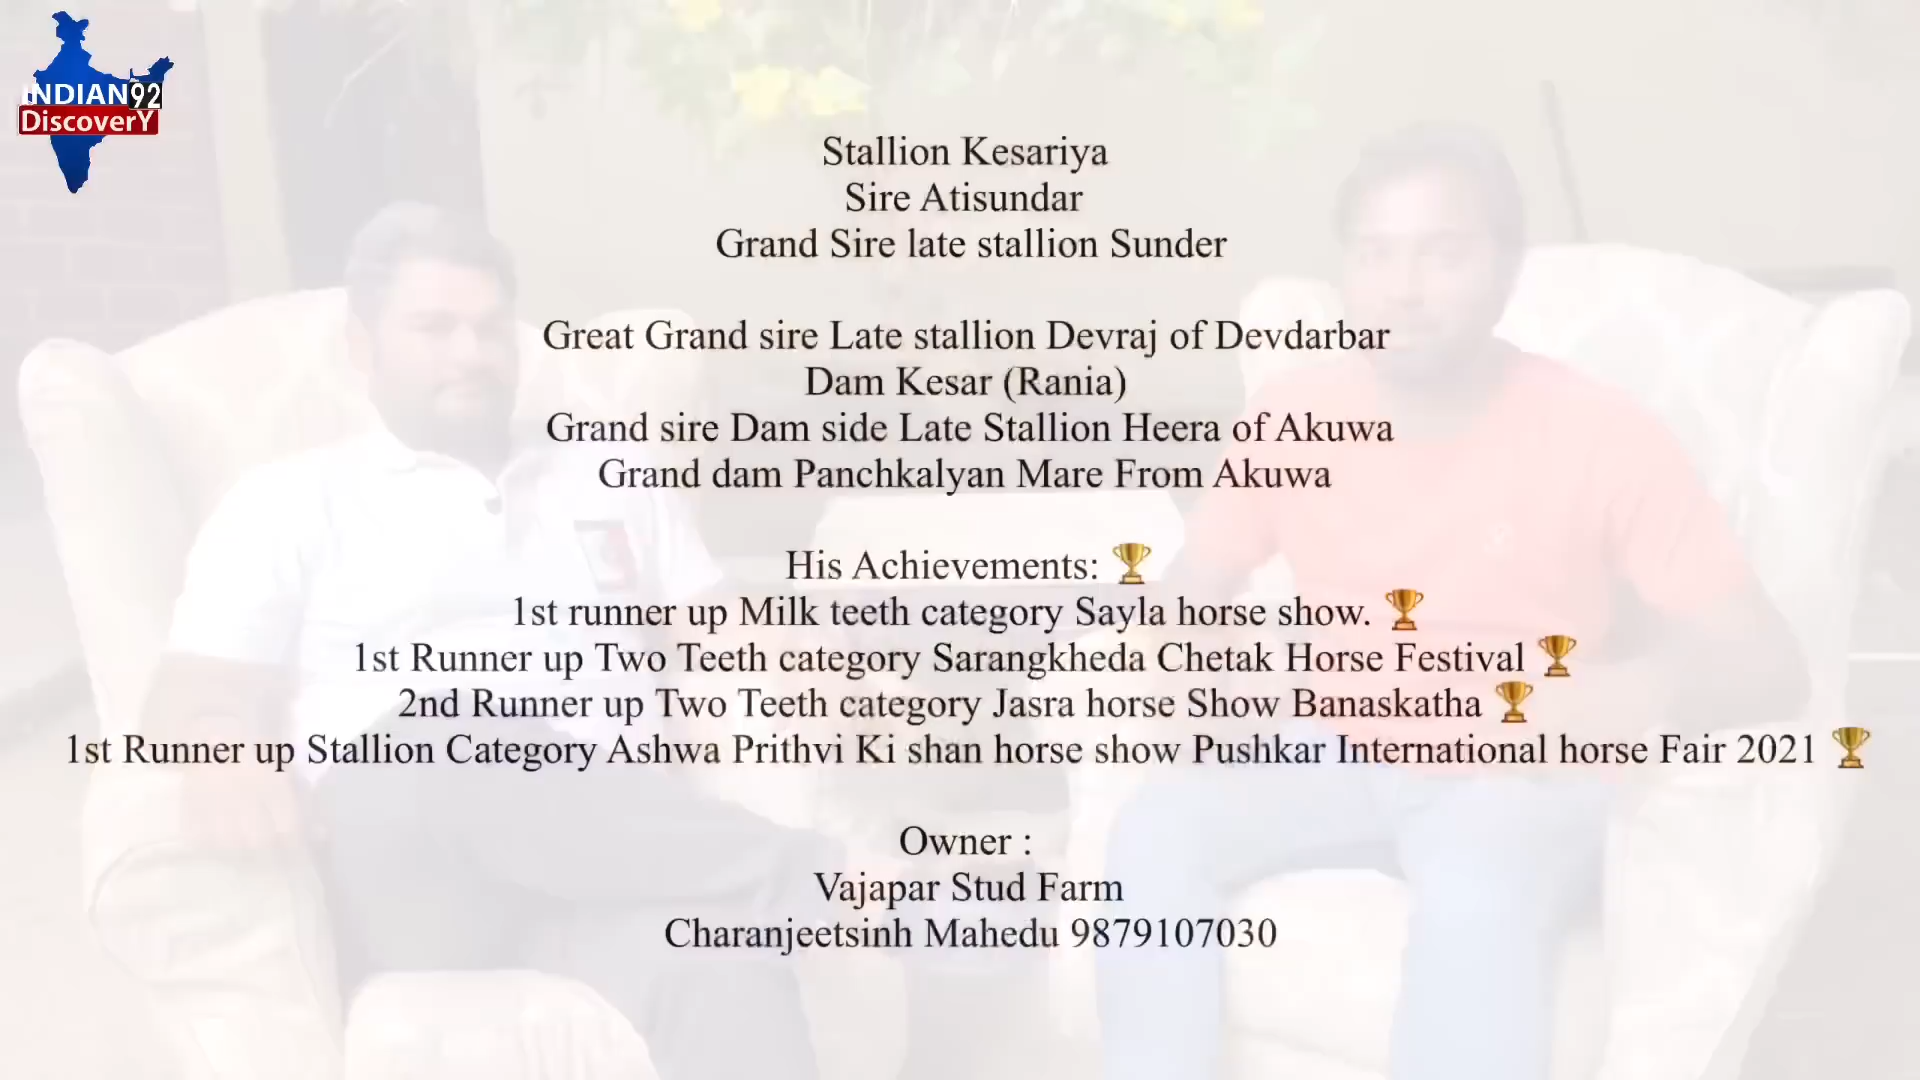 INDIAN 92
DiscoverY
Stallion Kesariya
Sire Atisundar
Grand Sire late stallion Sunder
Great Grand sire Late stallion Devraj of Devdarbar
Dam Kesar (Rania)
Grand sire Dam side Late Stallion Heera of Akuwa
Grand dam Panchkalyan Mare From Akuwa
His Achievements: 🏆
1st runner up Milk teeth category Sayla horse show. 🏆
1st Runner up Two Teeth category Sarangkheda Chetak Horse Festival 🏆
2nd Runner up Two Teeth category Jasra horse Show Banaskatha 🏆
1st Runner up Stallion Category Ashwa Prithvi Ki shan horse show Pushkar International horse Fair 2021 🏆
Owner :
Vajapar Stud Farm
Charanjeetsinh Mahedu 9879107030